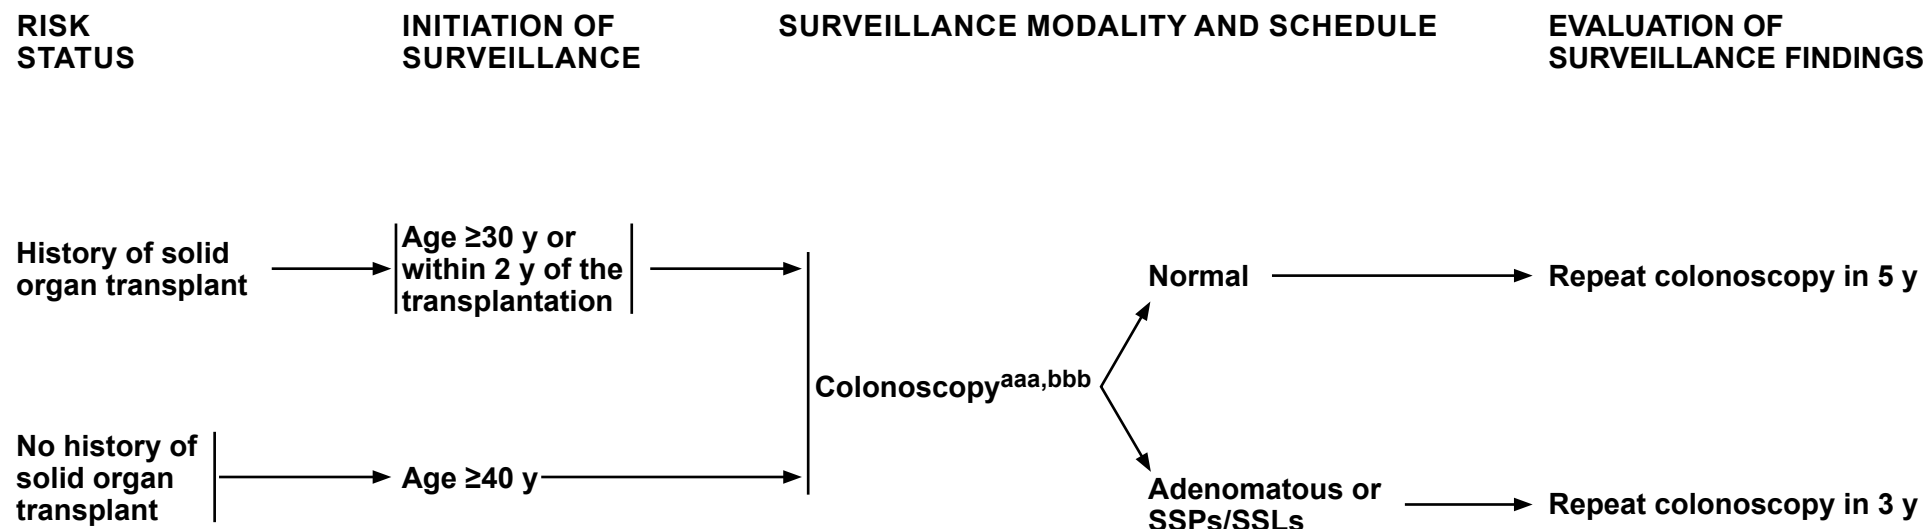 RISK
STATUS
INITIATION OF
SURVEILLANCE
SURVEILLANCE MODALITY AND SCHEDULE
EVALUATION OF
SURVEILLANCE FINDINGS
History of solid
organ transplant
Age ≥30 y or
within 2 y of the
transplantation
Normal
Repeat colonoscopy in 5 y
Colonoscopyaaa,bbb
No history of
solid organ
transplant
Age ≥40 y
Adenomatous or
SSPs/SSLs
Repeat colonoscopy in 3 y